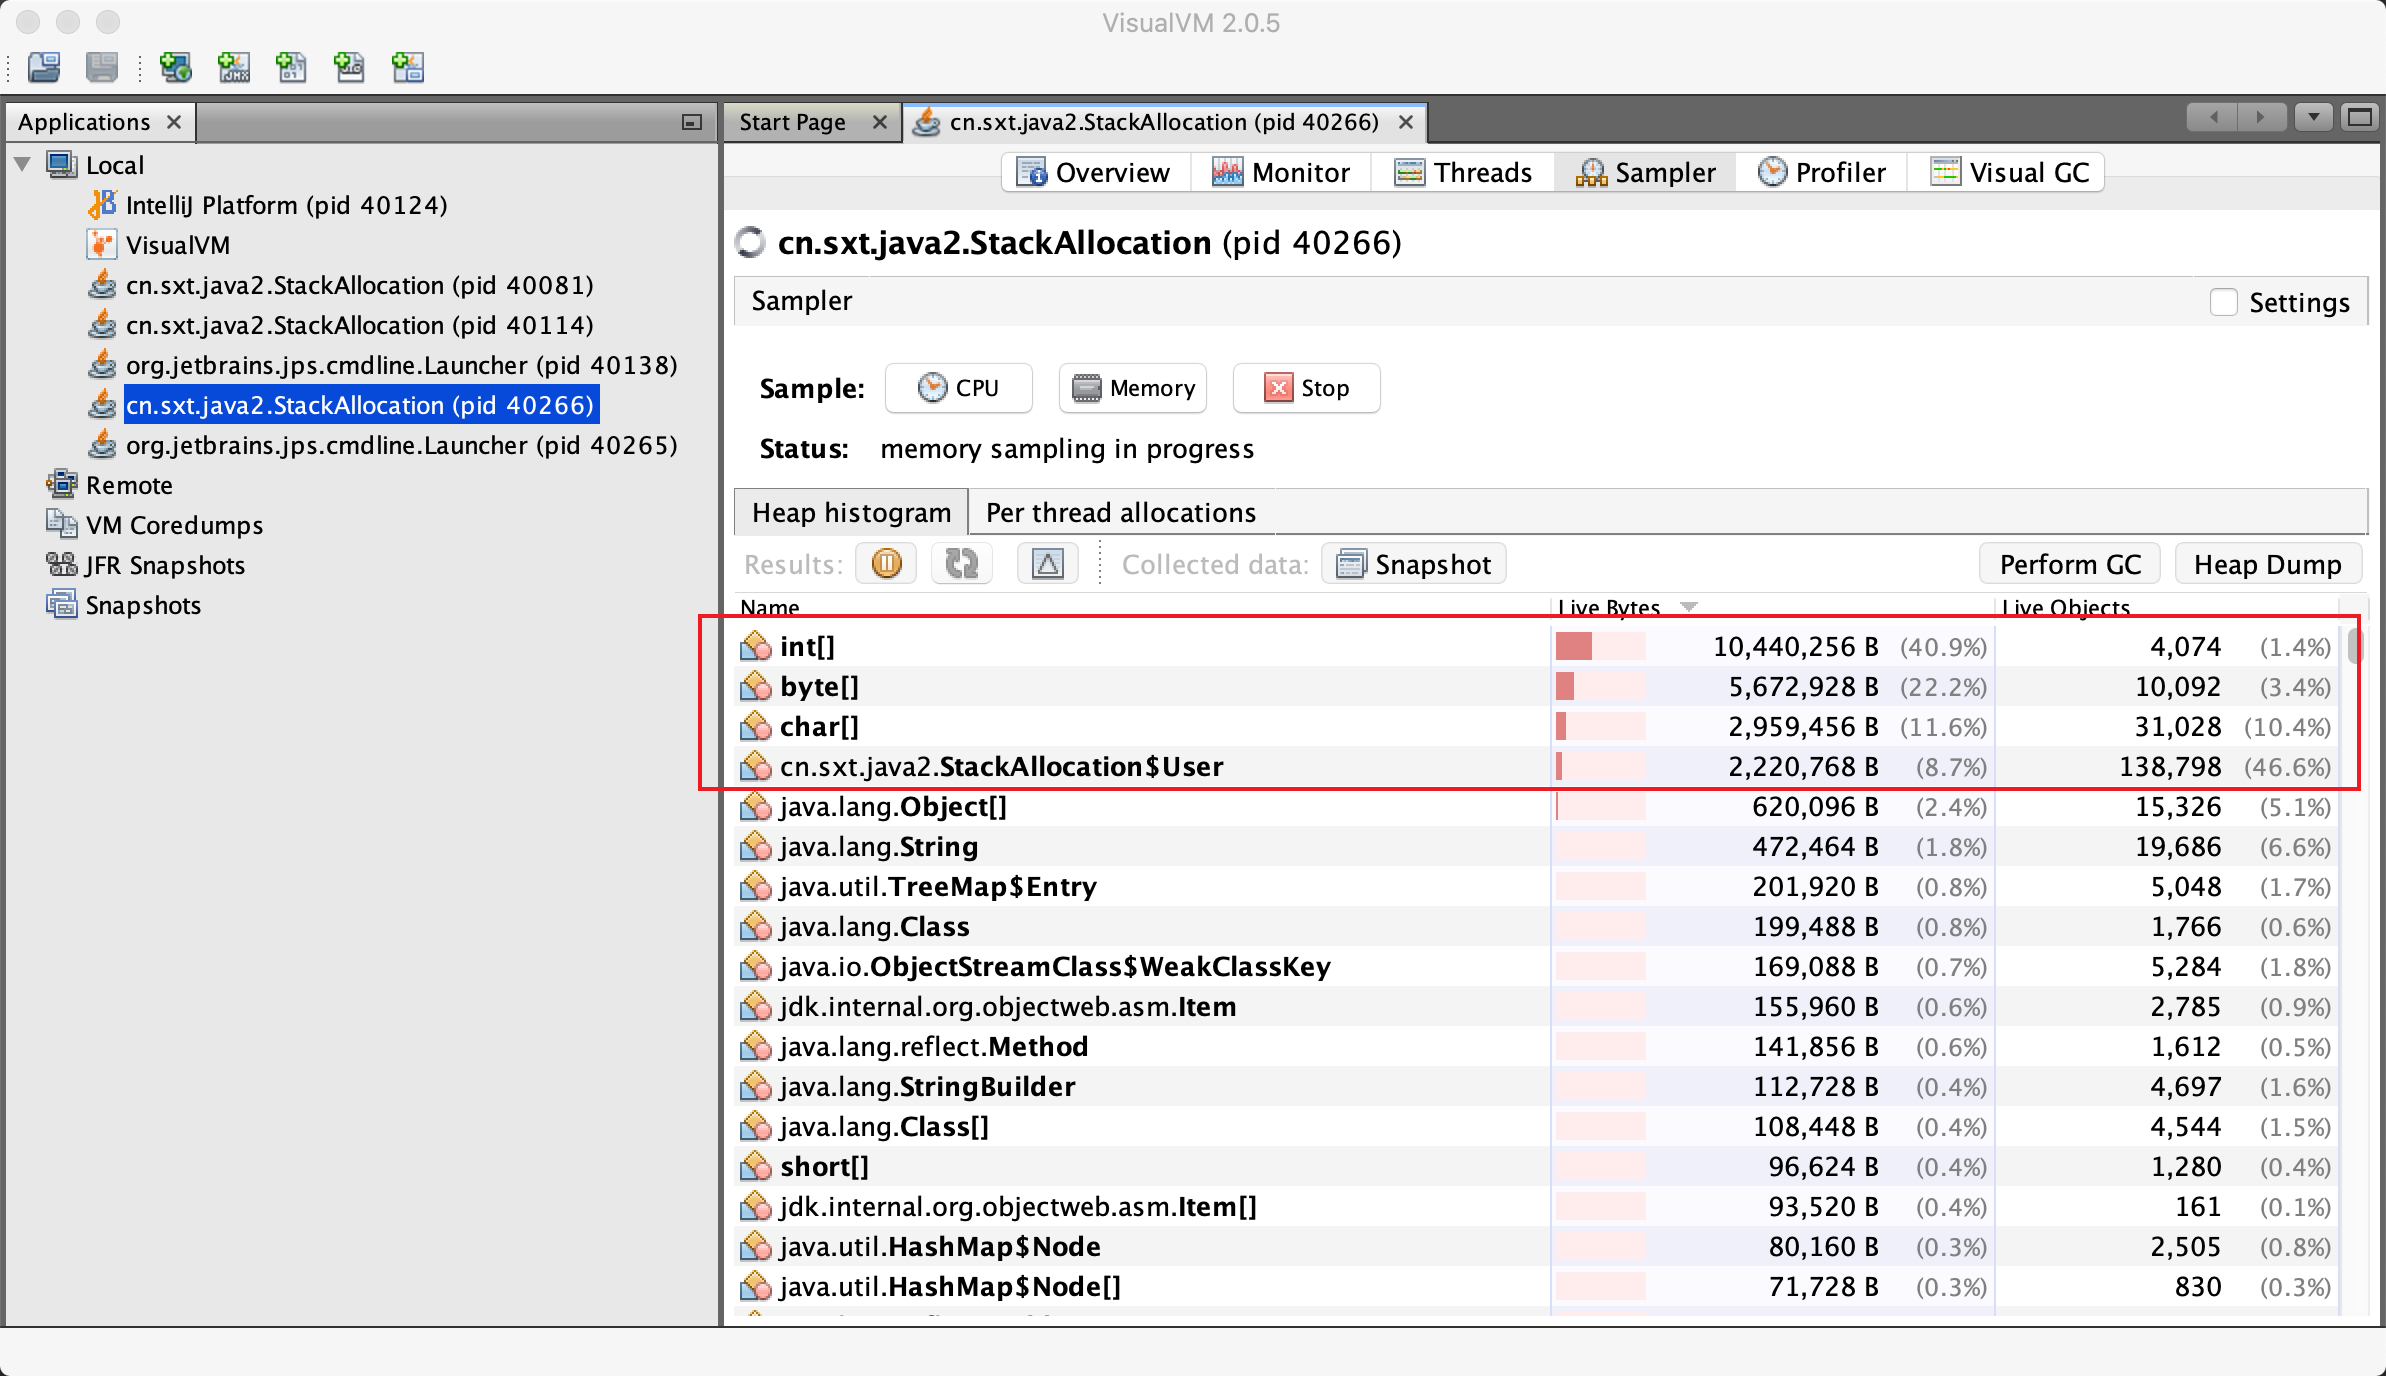 VisualVM 2.0.5
Applications
Local
IntelliJ Platform (pid 40124)
VisualVM
cn.sxt.java2.StackAllocation (pid 40081)
cn.sxt.java2.StackAllocation (pid 40114)
org.jetbrains.jps.cmdline.Launcher (pid 40138)
cn.sxt.java2.StackAllocation (pid 40266)
org.jetbrains.jps.cmdline.Launcher (pid 40265)
Remote
VM Coredumps
JFR Snapshots
Snapshots
Start Page cn.sxt.java2.StackAllocation (pid 40266)
Overview Monitor Threads Sampler Profiler Visual GC
cn.sxt.java2.StackAllocation (pid 40266)
Sampler Settings
Sample: CPU Memory Stop
Status: memory sampling in progress
Heap histogram Per thread allocations
Results: Collected data: Snapshot Perform GC Heap Dump
Name Live Bytes Live Objects
int[] 10,440,256 B (40.9%) 4,074 (1.4%)
byte[] 5,672,928 B (22.2%) 10,092 (3.4%)
char[] 2,959,456 B (11.6%) 31,028 (10.4%)
cn.sxt.java2.StackAllocation$User 2,220,768 B (8.7%) 138,798 (46.6%)
java.lang.Object[] 620,096 B (2.4%) 15,326 (5.1%)
java.lang.String 472,464 B (1.8%) 19,686 (6.6%)
java.util.TreeMap$Entry 201,920 B (0.8%) 5,048 (1.7%)
java.lang.Class 199,488 B (0.8%) 1,766 (0.6%)
java.io.ObjectStreamClass$WeakClassKey 169,088 B (0.7%) 5,284 (1.8%)
jdk.internal.org.objectweb.asm.Item 155,960 B (0.6%) 2,785 (0.9%)
java.lang.reflect.Method 141,856 B (0.6%) 1,612 (0.5%)
java.lang.StringBuilder 112,728 B (0.4%) 4,697 (1.6%)
java.lang.Class[] 108,448 B (0.4%) 4,544 (1.5%)
short[] 96,624 B (0.4%) 1,280 (0.4%)
jdk.internal.org.objectweb.asm.Item[] 93,520 B (0.4%) 161 (0.1%)
java.util.HashMap$Node 80,160 B (0.3%) 2,505 (0.8%)
java.util.HashMap$Node[] 71,728 B (0.3%) 830 (0.3%)